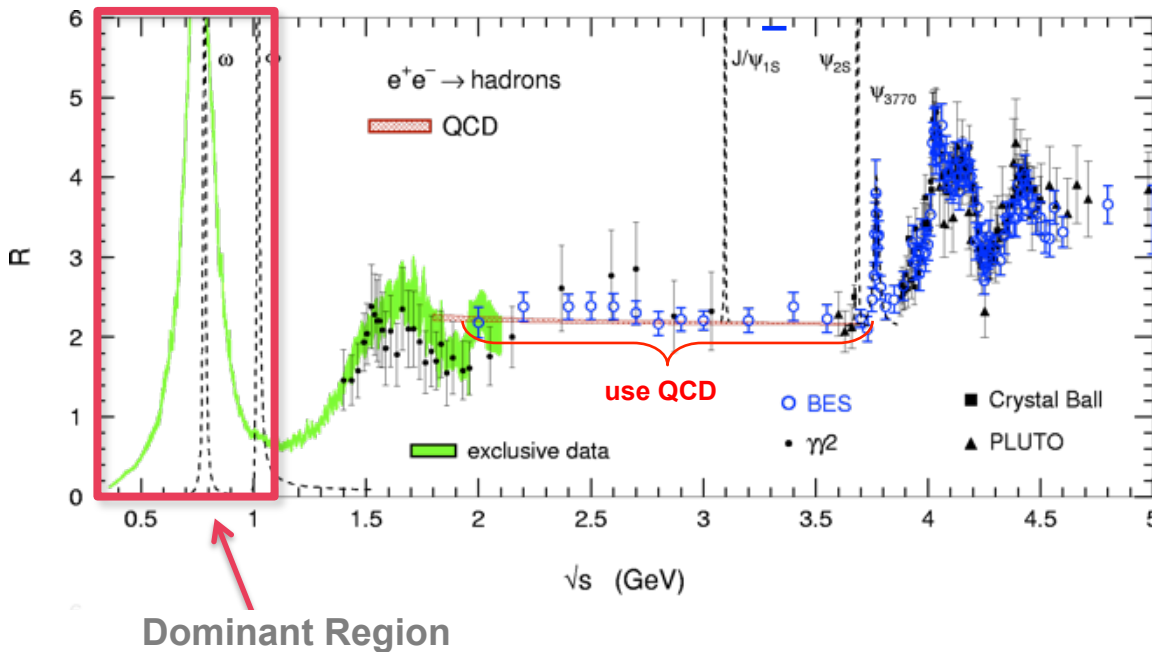 6
5
4
3
2
1
0
R
ω
e⁺e⁻ → hadrons
QCD
J/ψ₁S
ψ₂S
ψ₃₇₇₀
use QCD
exclusive data
BES
γγ2
Crystal Ball
PLUTO
0.5 1 1.5 2 2.5 3 3.5 4 4.5 5
√s (GeV)
Dominant Region